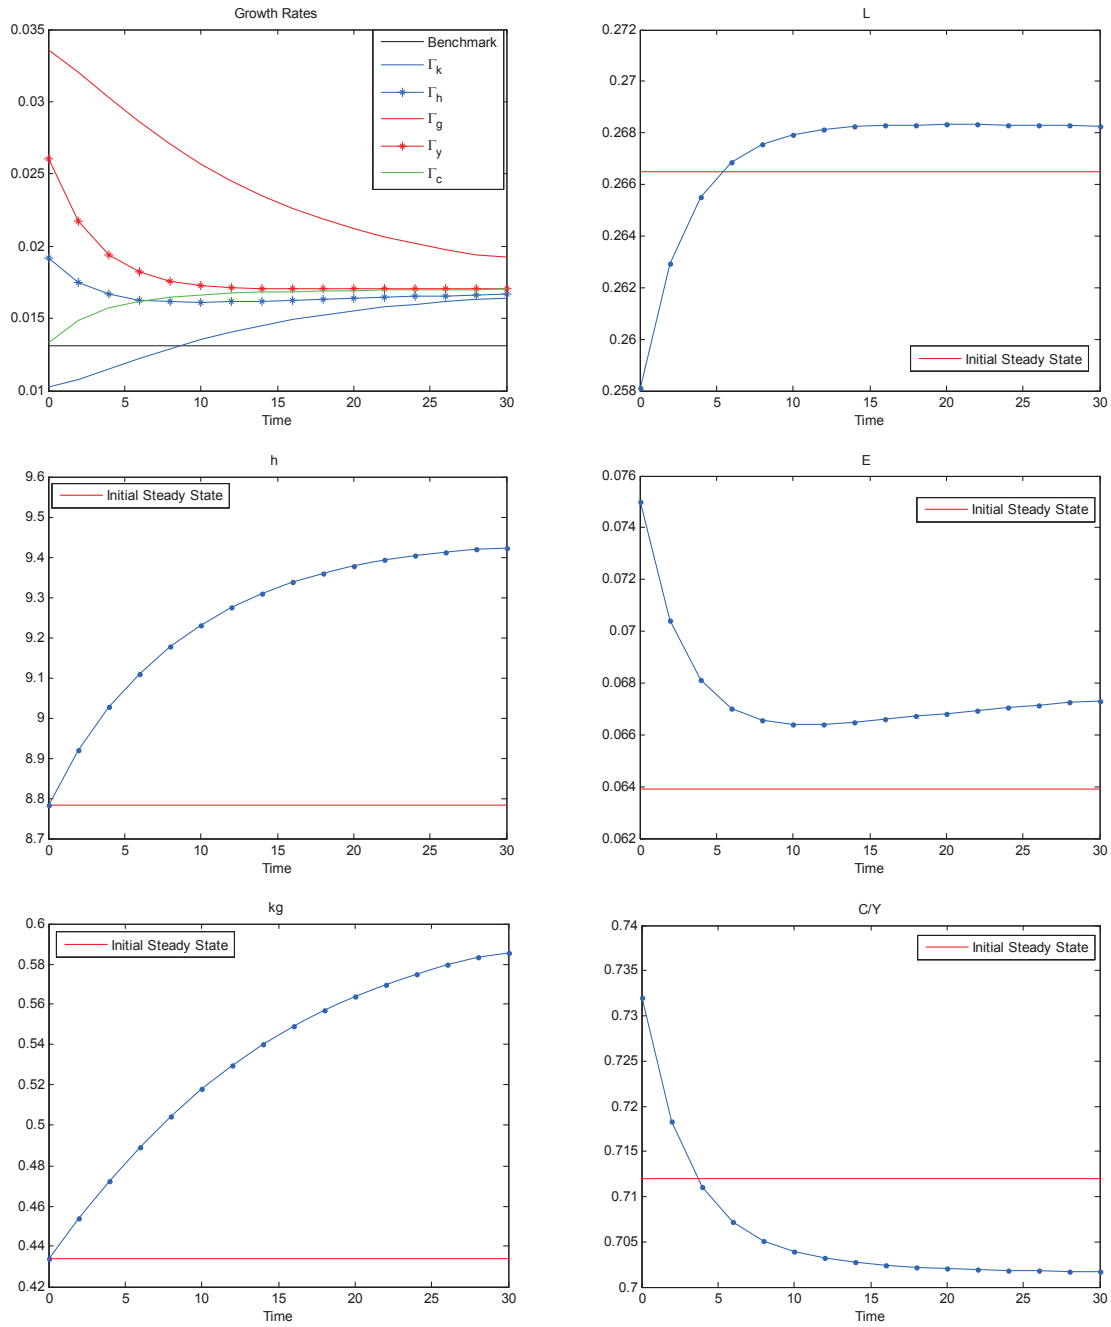 Growth Rates
0.035
0.03
0.025
0.02
0.015
0.01
0 5 10 15 20 25 30
Time
Benchmark
Γk
Γh
Γg
Γy
Γc
L
0.272
0.27
0.268
0.266
0.264
0.262
0.26
0.258
0 5 10 15 20 25 30
Time
Initial Steady State
h
9.6
9.5
9.4
9.3
9.2
9.1
9
8.9
8.8
8.7
0 5 10 15 20 25 30
Time
Initial Steady State
E
0.076
0.074
0.072
0.07
0.068
0.066
0.064
0.062
0 5 10 15 20 25 30
Time
Initial Steady State
kg
0.6
0.58
0.56
0.54
0.52
0.5
0.48
0.46
0.44
0.42
0 5 10 15 20 25 30
Time
Initial Steady State
C/Y
0.74
0.735
0.73
0.725
0.72
0.715
0.71
0.705
0.7
0 5 10 15 20 25 30
Time
Initial Steady State